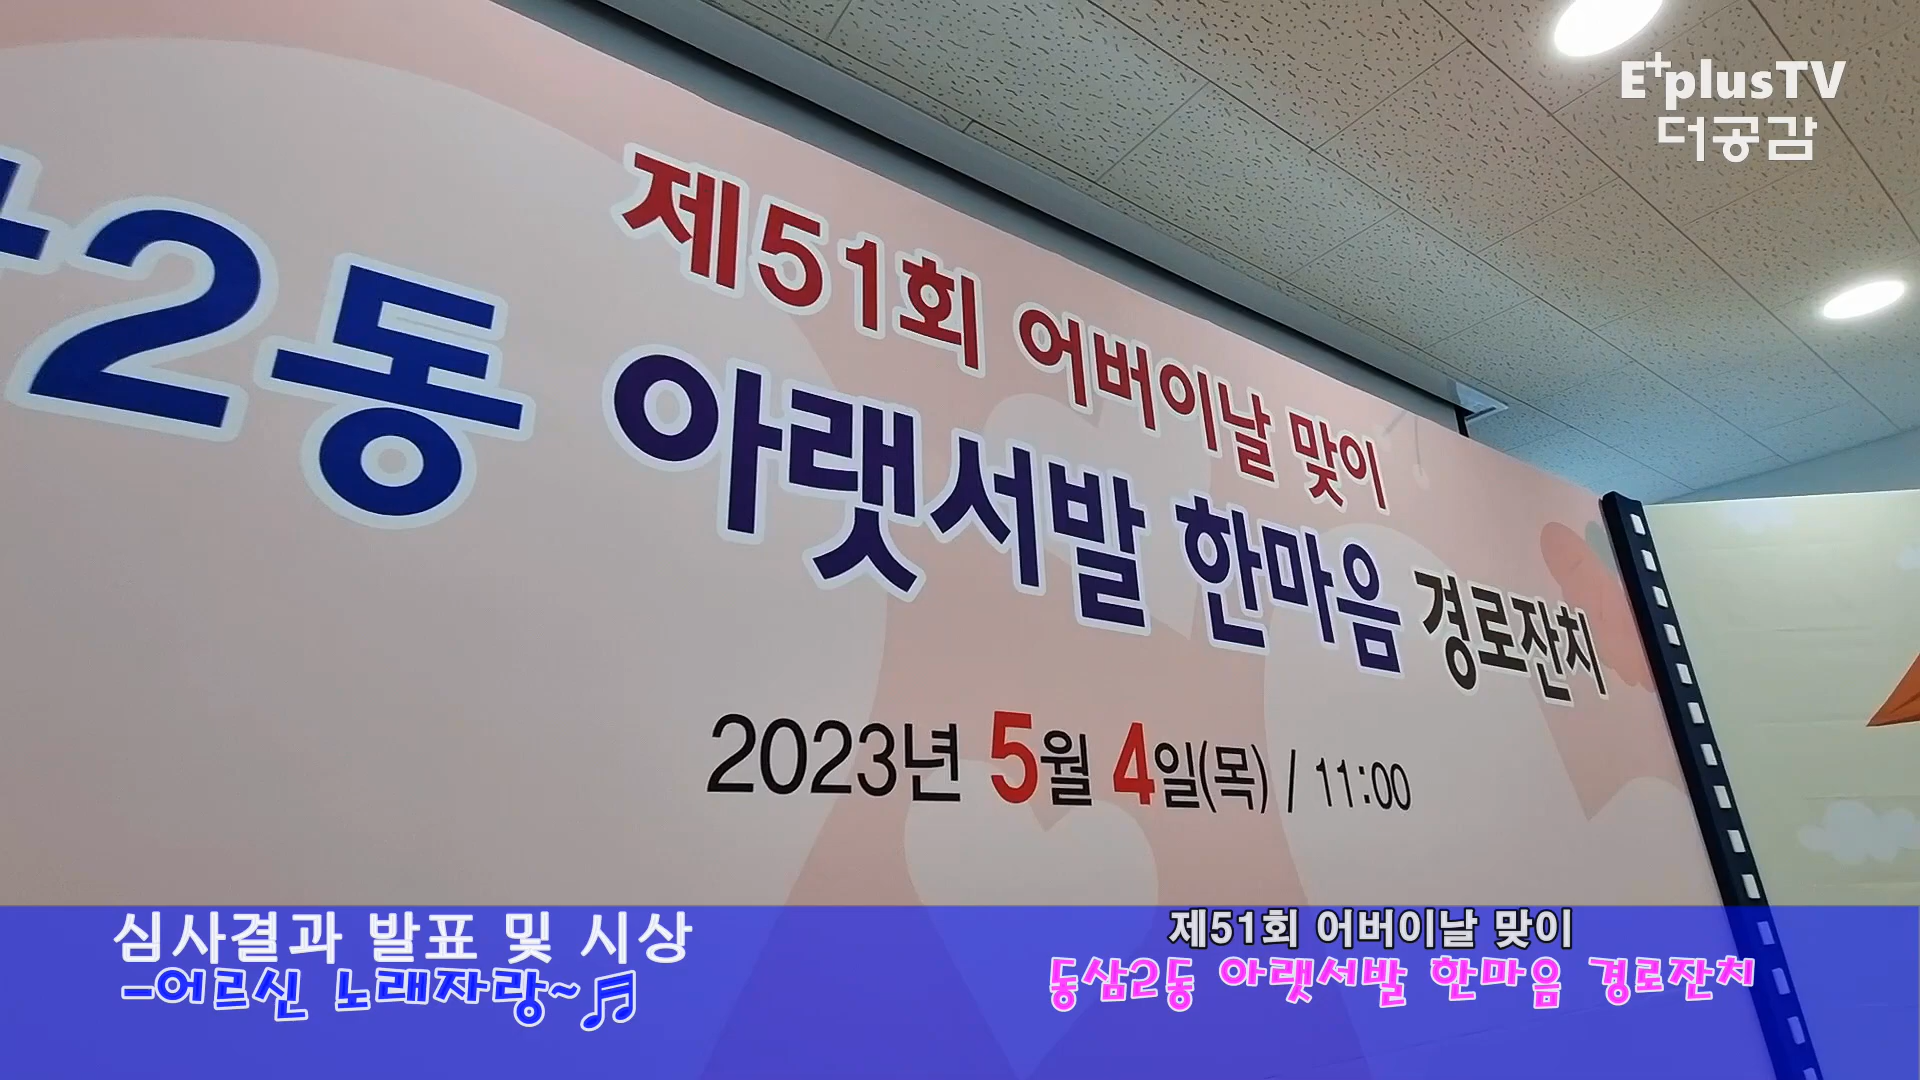 E+plusTV
더공감
제51회 어버이날 맞이
2동 아랫서발 한마음 경로잔치
2023년 5월 4일(목) / 11:00
심사결과 발표 및 시상
-어르신 노래자랑~♬
제51회 어버이날 맞이
동삼2동 아랫서발 한마음 경로잔치